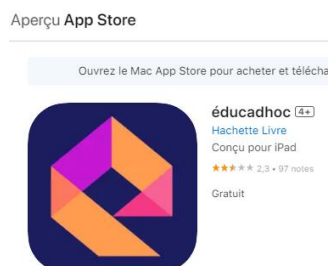 Aperçu App Store
Ouvrez le Mac App Store pour acheter et télécha
éducadhoc 4+
Hachette Livre
Conçu pour iPad
★★★★★ 2,3 • 97 notes
Gratuit